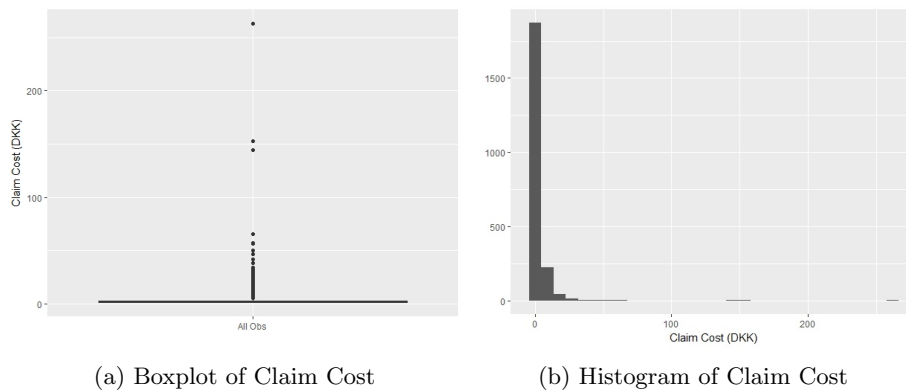 200
100
0
Claim Cost (DKK)
All Obs
(a) Boxplot of Claim Cost
1500
1000
500
0
0 100 200
Claim Cost (DKK)
(b) Histogram of Claim Cost